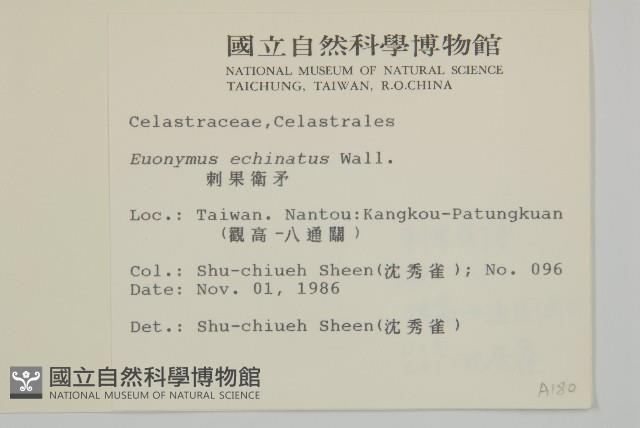 國立自然科學博物館
NATIONAL MUSEUM OF NATURAL SCIENCE
TAICHUNG, TAIWAN, R.O.CHINA
Celastraceae,Celastrales
Euonymus echinatus Wall.
刺果衛矛
Loc.: Taiwan. Nantou:Kangkou-Patungkuan
(觀高-八通關)
Col.: Shu-chiueh Sheen(沈秀雀); No. 096
Date: Nov. 01, 1986
Det.: Shu-chiueh Sheen(沈秀雀)
A180
國立自然科學博物館
NATIONAL MUSEUM OF NATURAL SCIENCE